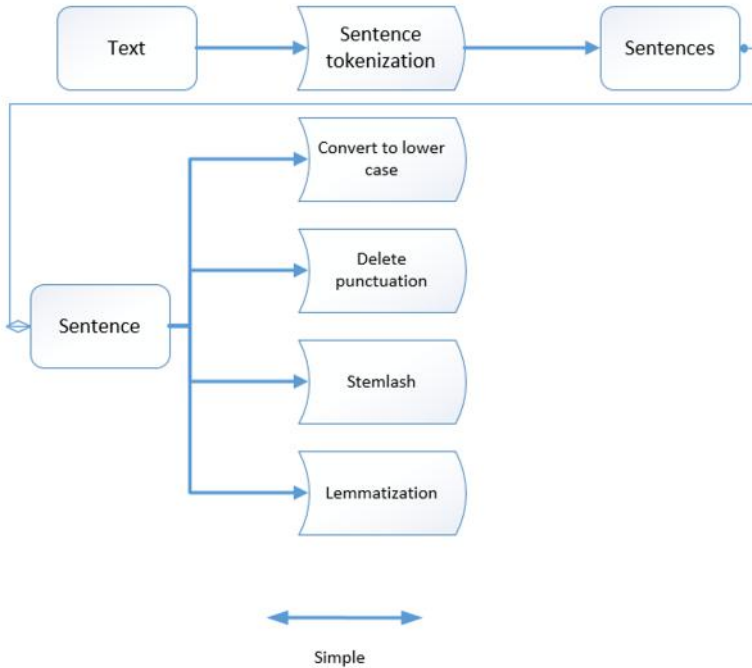 Text
Sentence
tokenization
Sentences
Convert to lower
case
Delete
punctuation
Sentence
Stemlash
Lemmatization
Simple